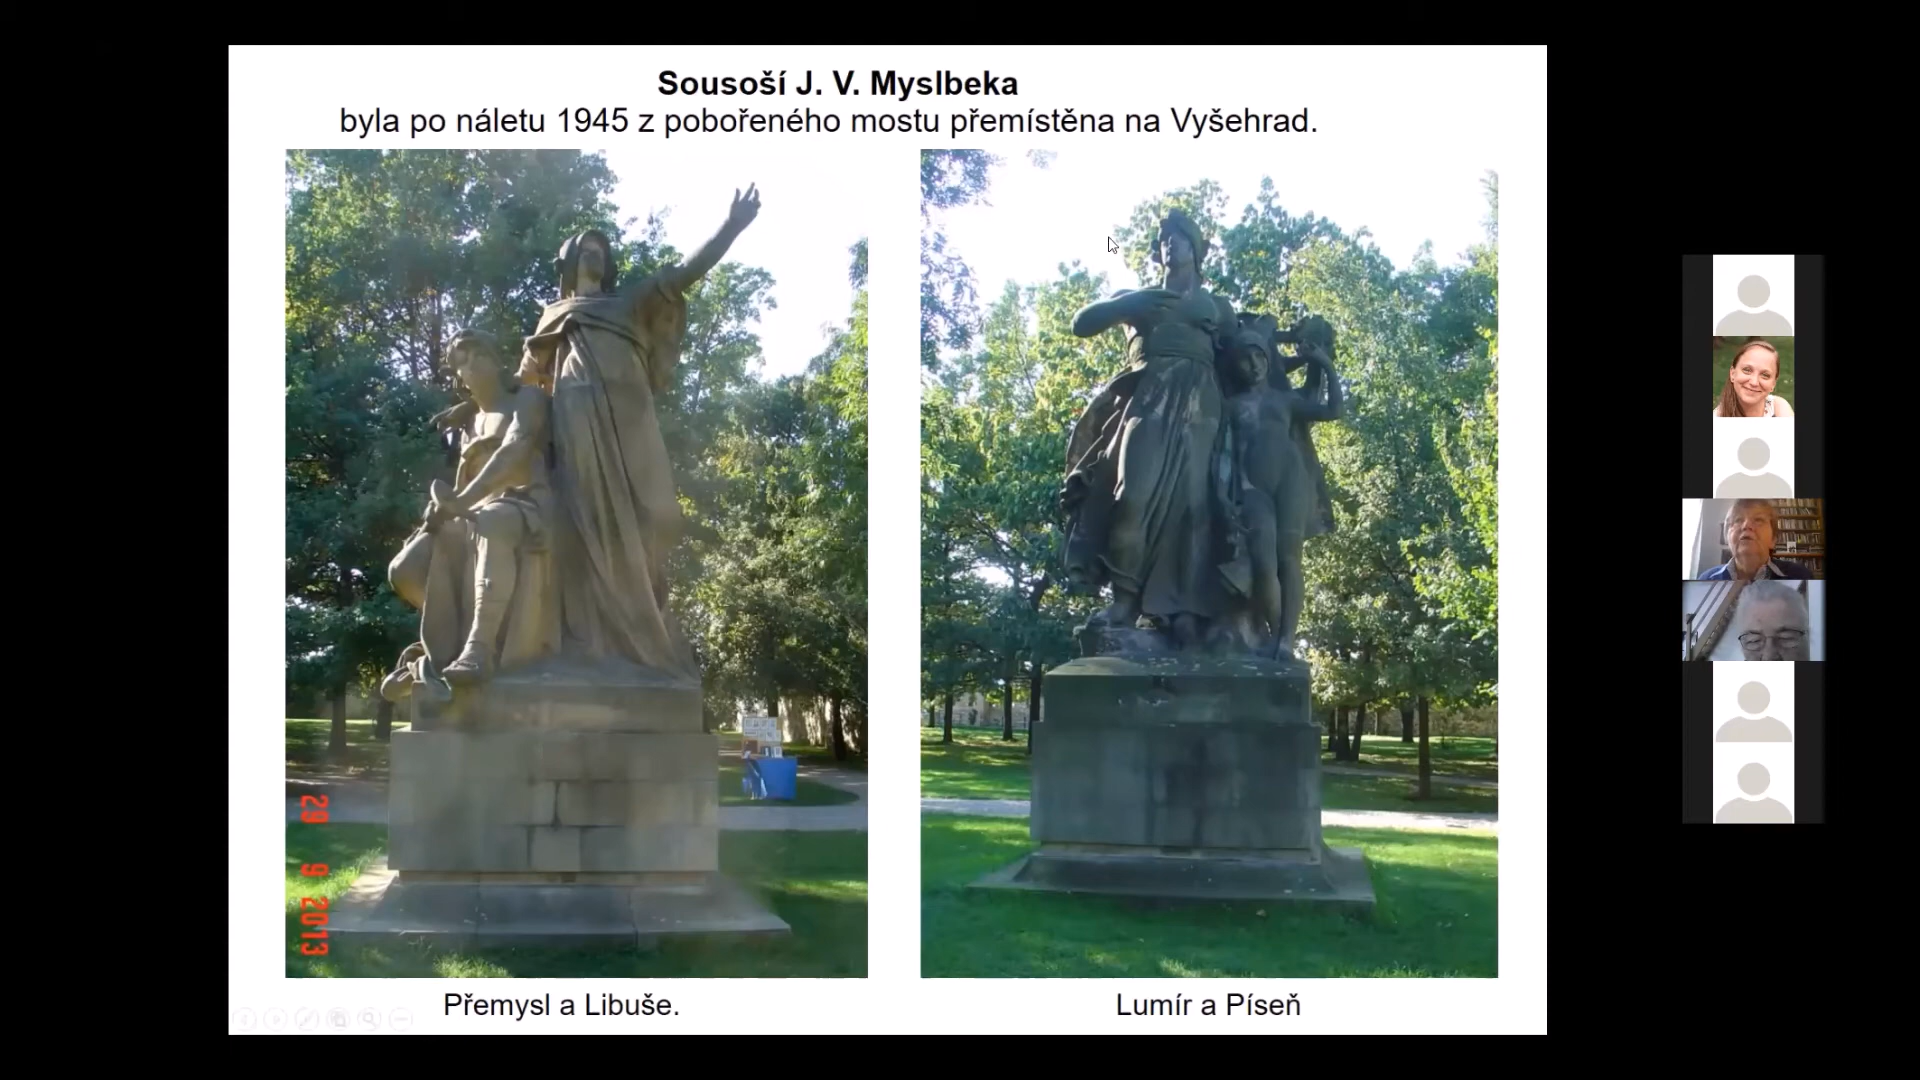 Sousoší J. V. Myslbeka
byla po náletu 1945 z pobořeného mostu přemístěna na Vyšehrad.
29 9 2013
Přemysl a Libuše.
Lumír a Píseň